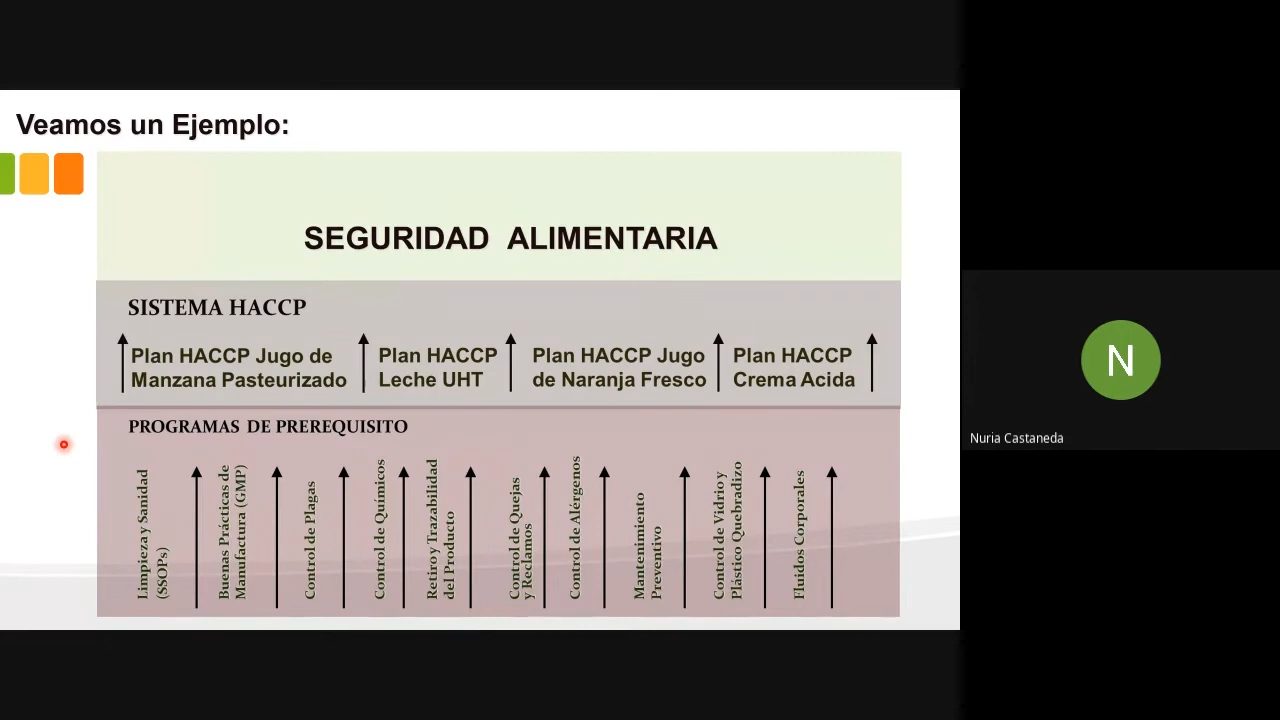 Veamos un Ejemplo:
SEGURIDAD ALIMENTARIA
SISTEMA HACCP
Plan HACCP Jugo de
Manzana Pasteurizado
Plan HACCP
Leche UHT
Plan HACCP Jugo
de Naranja Fresco
Plan HACCP
Crema Acida
PROGRAMAS DE PREREQUISITO
Limpieza y Sanidad
(SSOPs)
Buenas Prácticas de
Manufactura (GMP)
Control de Plagas
Control de Químicos
Retiro y Trazabilidad
del Producto
Control de Quejas
y Reclamos
Control de Alérgenos
Mantenimiento
Preventivo
Control de Vidrio y
Plástico Quebradizo
Fluidos Corporales
N
Nuria Castaneda